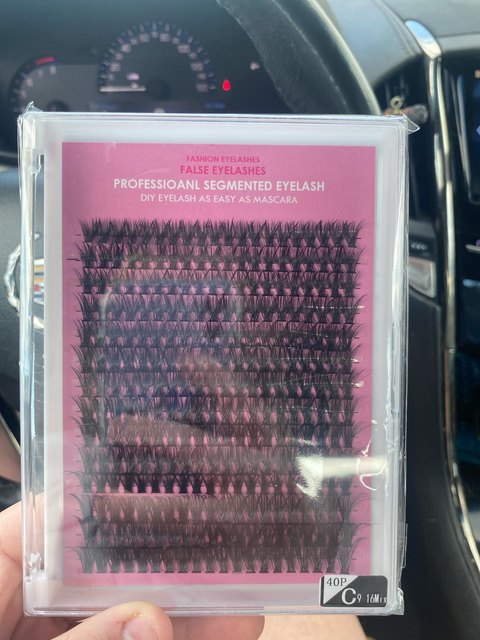 FASHION EYELASHES
FALSE EYELASHES
PROFESSIOANL SEGMENTED EYELASH
DIY EYELASH AS EASY AS MASCARA
40P
C 9 16Mix